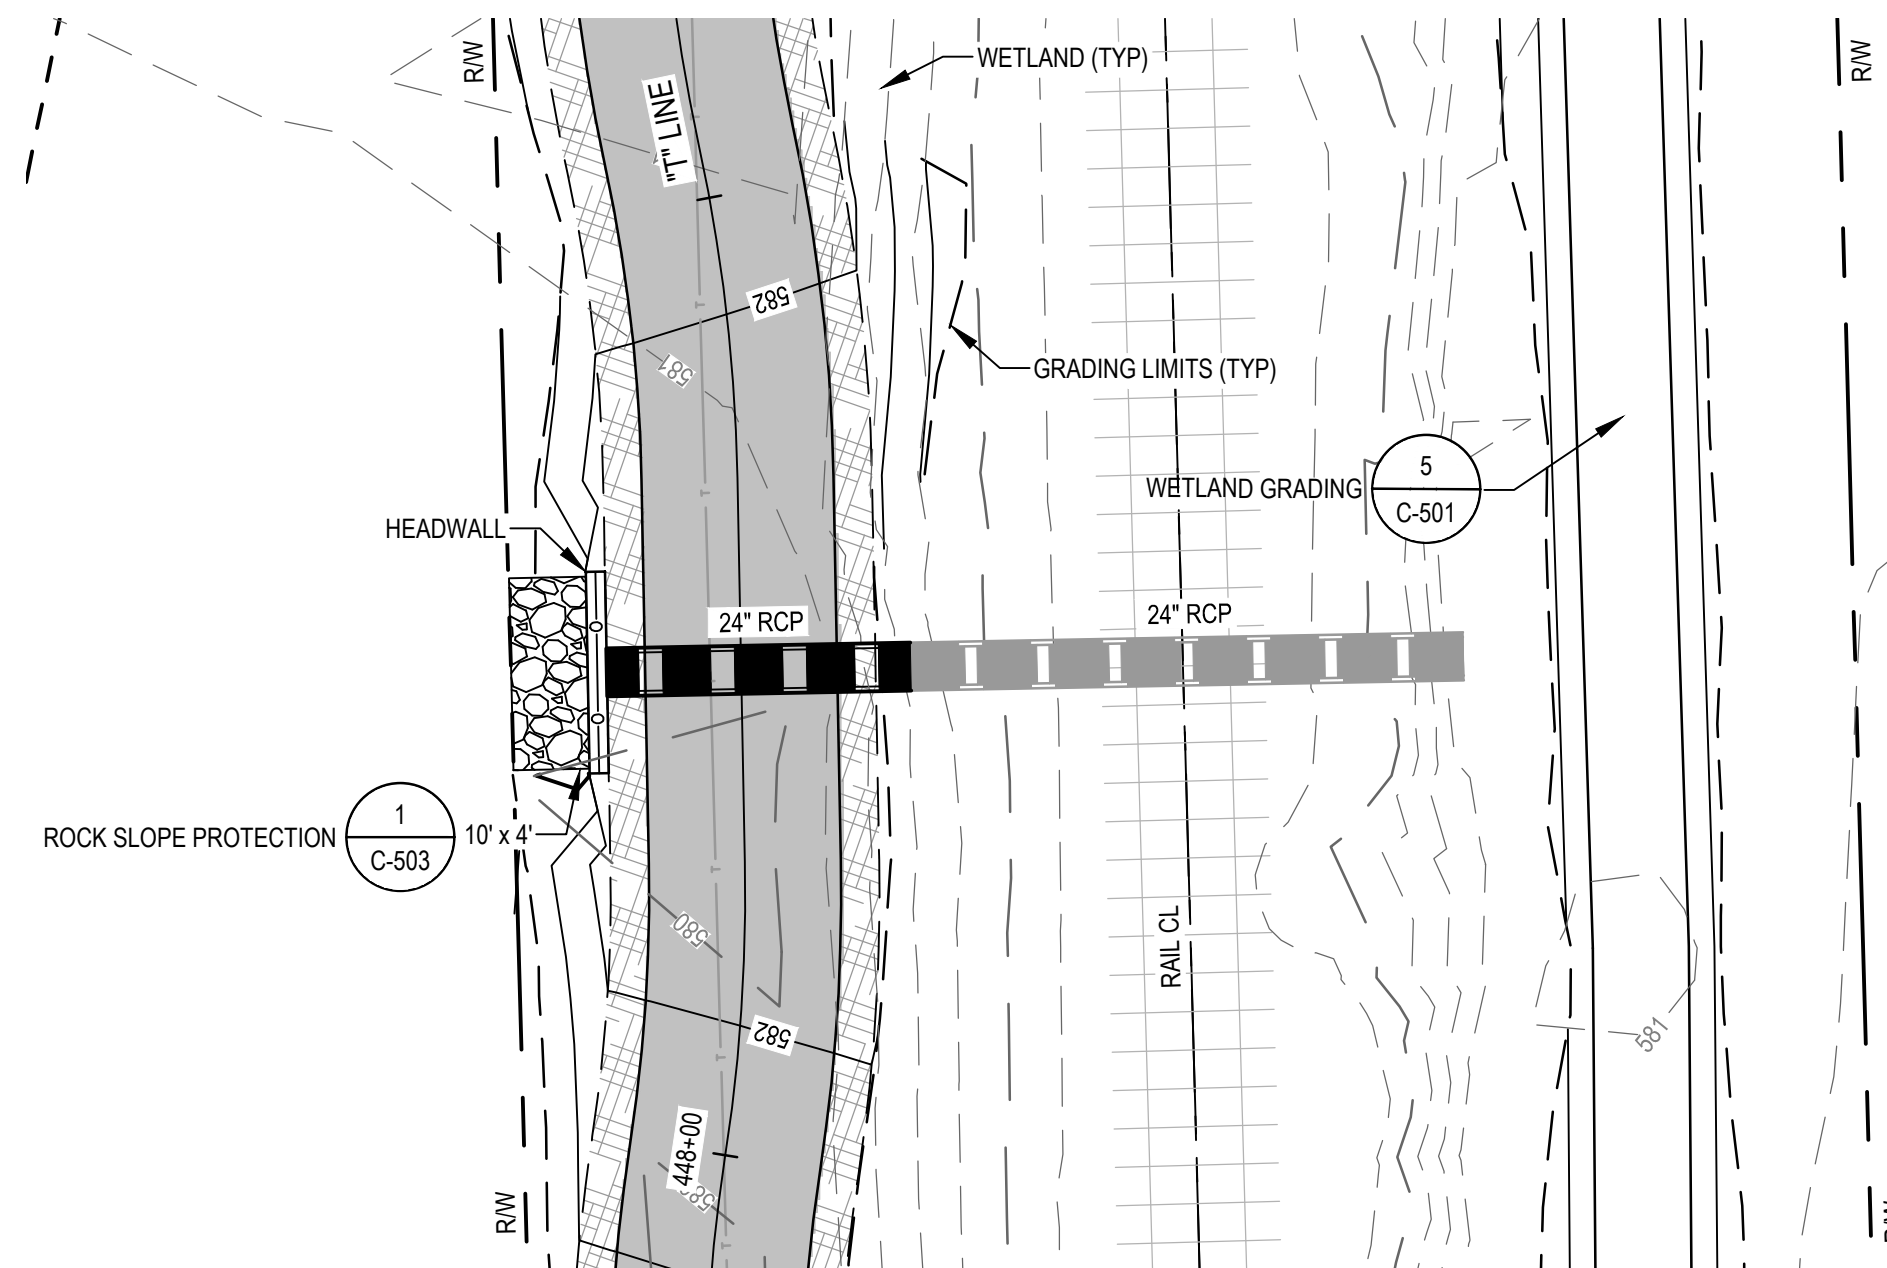 R/W
R/W
WETLAND (TYP)
"T" LINE
582
581
GRADING LIMITS (TYP)
5
WETLAND GRADING
C-501
HEADWALL
24" RCP
24" RCP
1
ROCK SLOPE PROTECTION
10' x 4'
C-503
580
RAIL CL
582
581
448+00
580
R/W
R/W